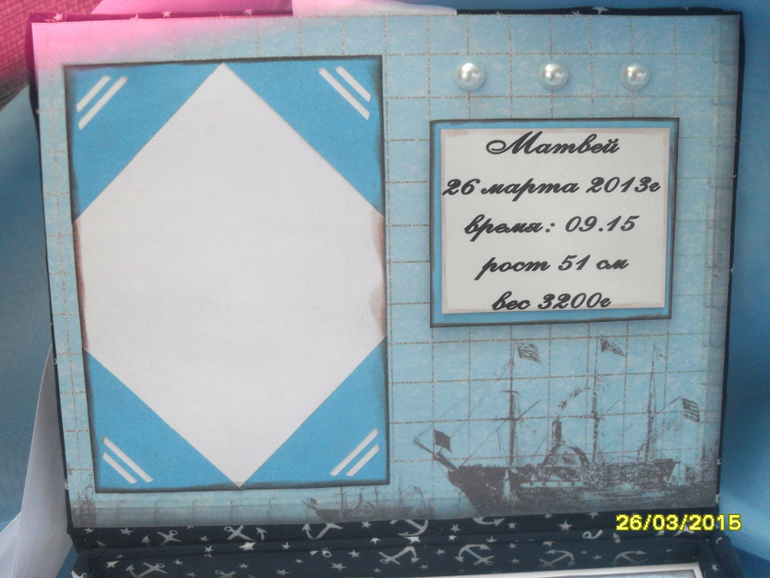 Матвей
26 марта 2013г
время: 09.15
рост 51 см
вес 3200г
26/03/2015